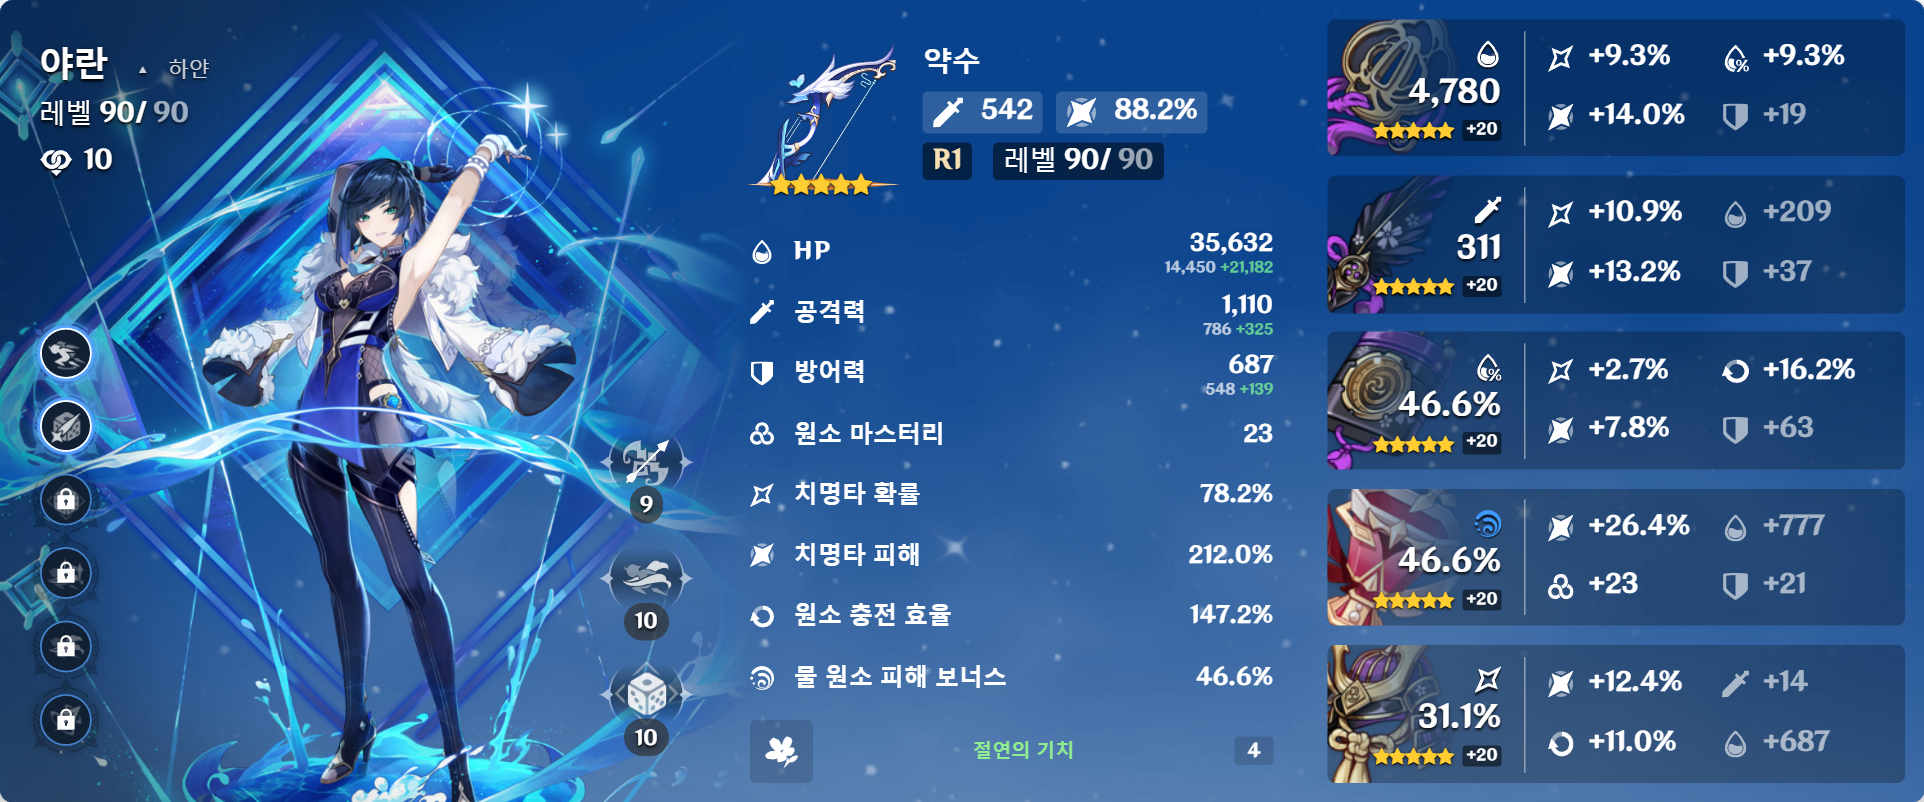 야란 ▲ 하얀
레벨 90/ 90
10
9
10
10
약수
542 88.2%
R1 레벨 90/ 90
HP 35,632
14,450 +21,182
공격력 1,110
786 +325
방어력 687
548 +139
원소 마스터리 23
치명타 확률 78.2%
치명타 피해 212.0%
원소 충전 효율 147.2%
물 원소 피해 보너스 46.6%
절연의 기치 4
4,780
+20
+9.3% +9.3%
+14.0% +19
311
+20
+10.9% +209
+13.2% +37
46.6%
+20
+2.7% +16.2%
+7.8% +63
46.6%
+20
+26.4% +777
+23 +21
31.1%
+20
+12.4% +14
+11.0% +687